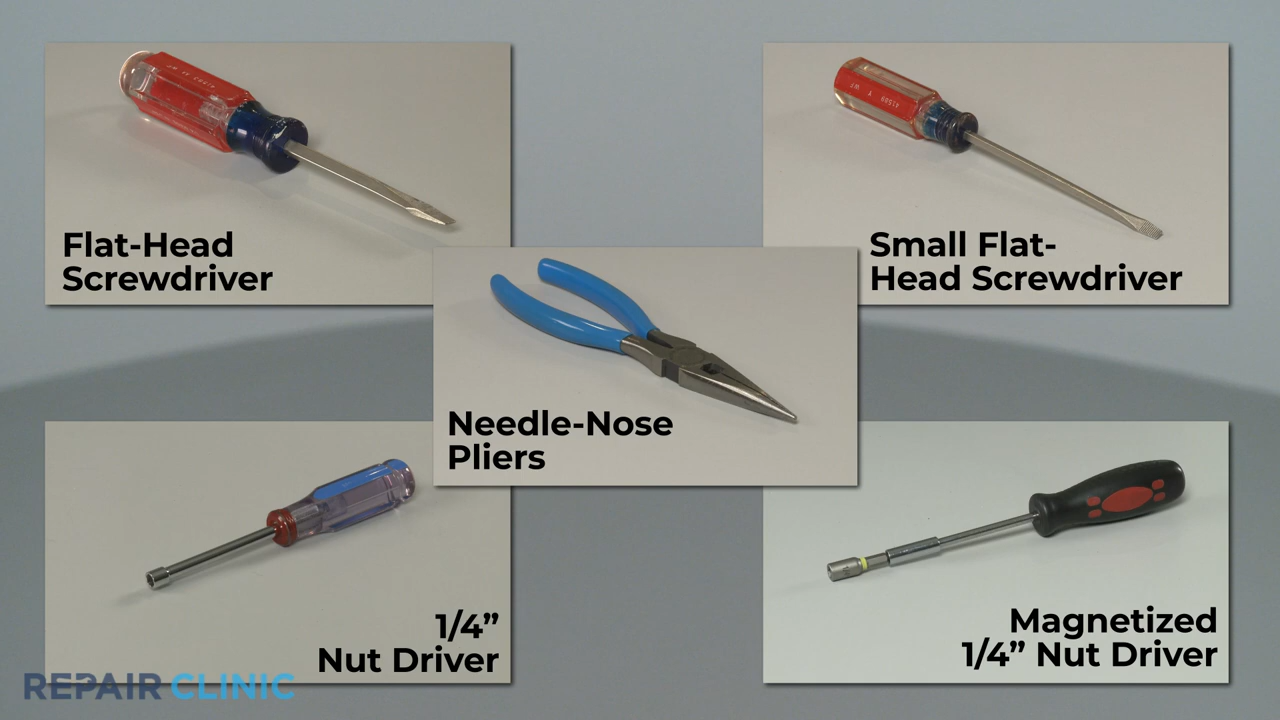 Flat-Head
Screwdriver
Small Flat-
Head Screwdriver
Needle-Nose
Pliers
1/4”
Nut Driver
Magnetized
1/4” Nut Driver
REPAIR CLINIC